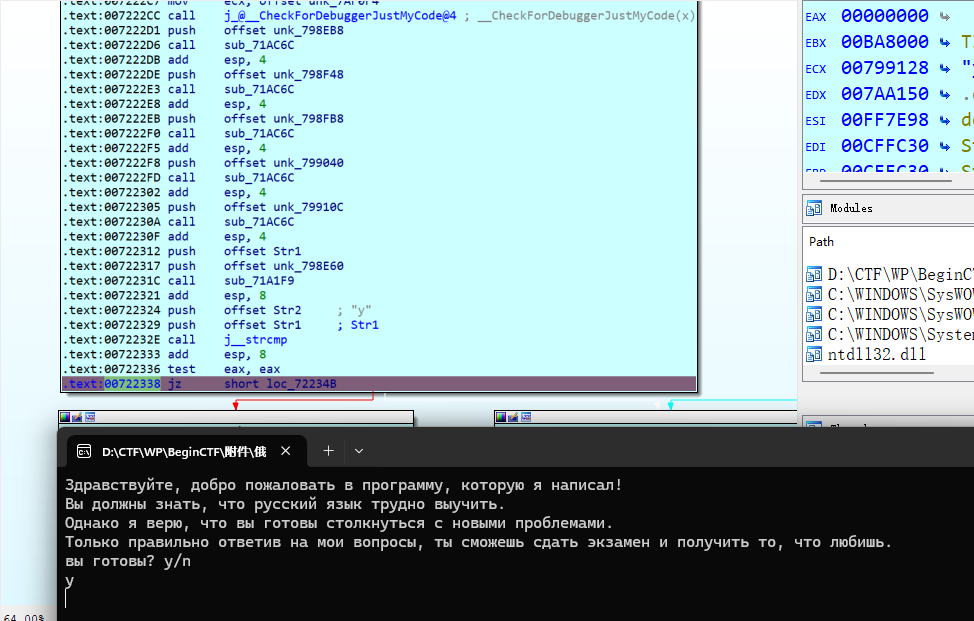 .text:007222CC call j_@__CheckForDebuggerJustMyCode@4 ; __CheckForDebuggerJustMyCode(x)
.text:007222D1 push offset unk_798EB8
.text:007222D6 call sub_71AC6C
.text:007222DB add esp, 4
.text:007222DE push offset unk_798F48
.text:007222E3 call sub_71AC6C
.text:007222E8 add esp, 4
.text:007222EB push offset unk_798FB8
.text:007222F0 call sub_71AC6C
.text:007222F5 add esp, 4
.text:007222F8 push offset unk_799040
.text:007222FD call sub_71AC6C
.text:00722302 add esp, 4
.text:00722305 push offset unk_79910C
.text:0072230A call sub_71AC6C
.text:0072230F add esp, 4
.text:00722312 push offset Str1
.text:00722317 push offset unk_798E60
.text:0072231C call sub_71A1F9
.text:00722321 add esp, 8
.text:00722324 push offset Str2 ; "y"
.text:00722329 push offset Str1 ; Str1
.text:0072232E call j__strcmp
.text:00722333 add esp, 8
.text:00722336 test eax, eax
.text:00722338 jz short loc_72234B
EAX 00000000
EBX 00BA8000
ECX 00799128
EDX 007AA150
ESI 00FF7E98
EDI 00CFFC30
Modules
Path
D:\CTF\WP\BeginC
C:\WINDOWS\SysWO
C:\WINDOWS\SysWO
C:\WINDOWS\System
ntdll32.dll
D:\CTF\WP\BeginCTF\附件\俄
Здравствуйте, добро пожаловать в программу, которую я написал!
Вы должны знать, что русский язык трудно выучить.
Однако я верю, что вы готовы столкнуться с новыми проблемами.
Только правильно ответив на мои вопросы, ты сможешь сдать экзамен и получить то, что любишь.
вы готовы? y/n
y
64.00%